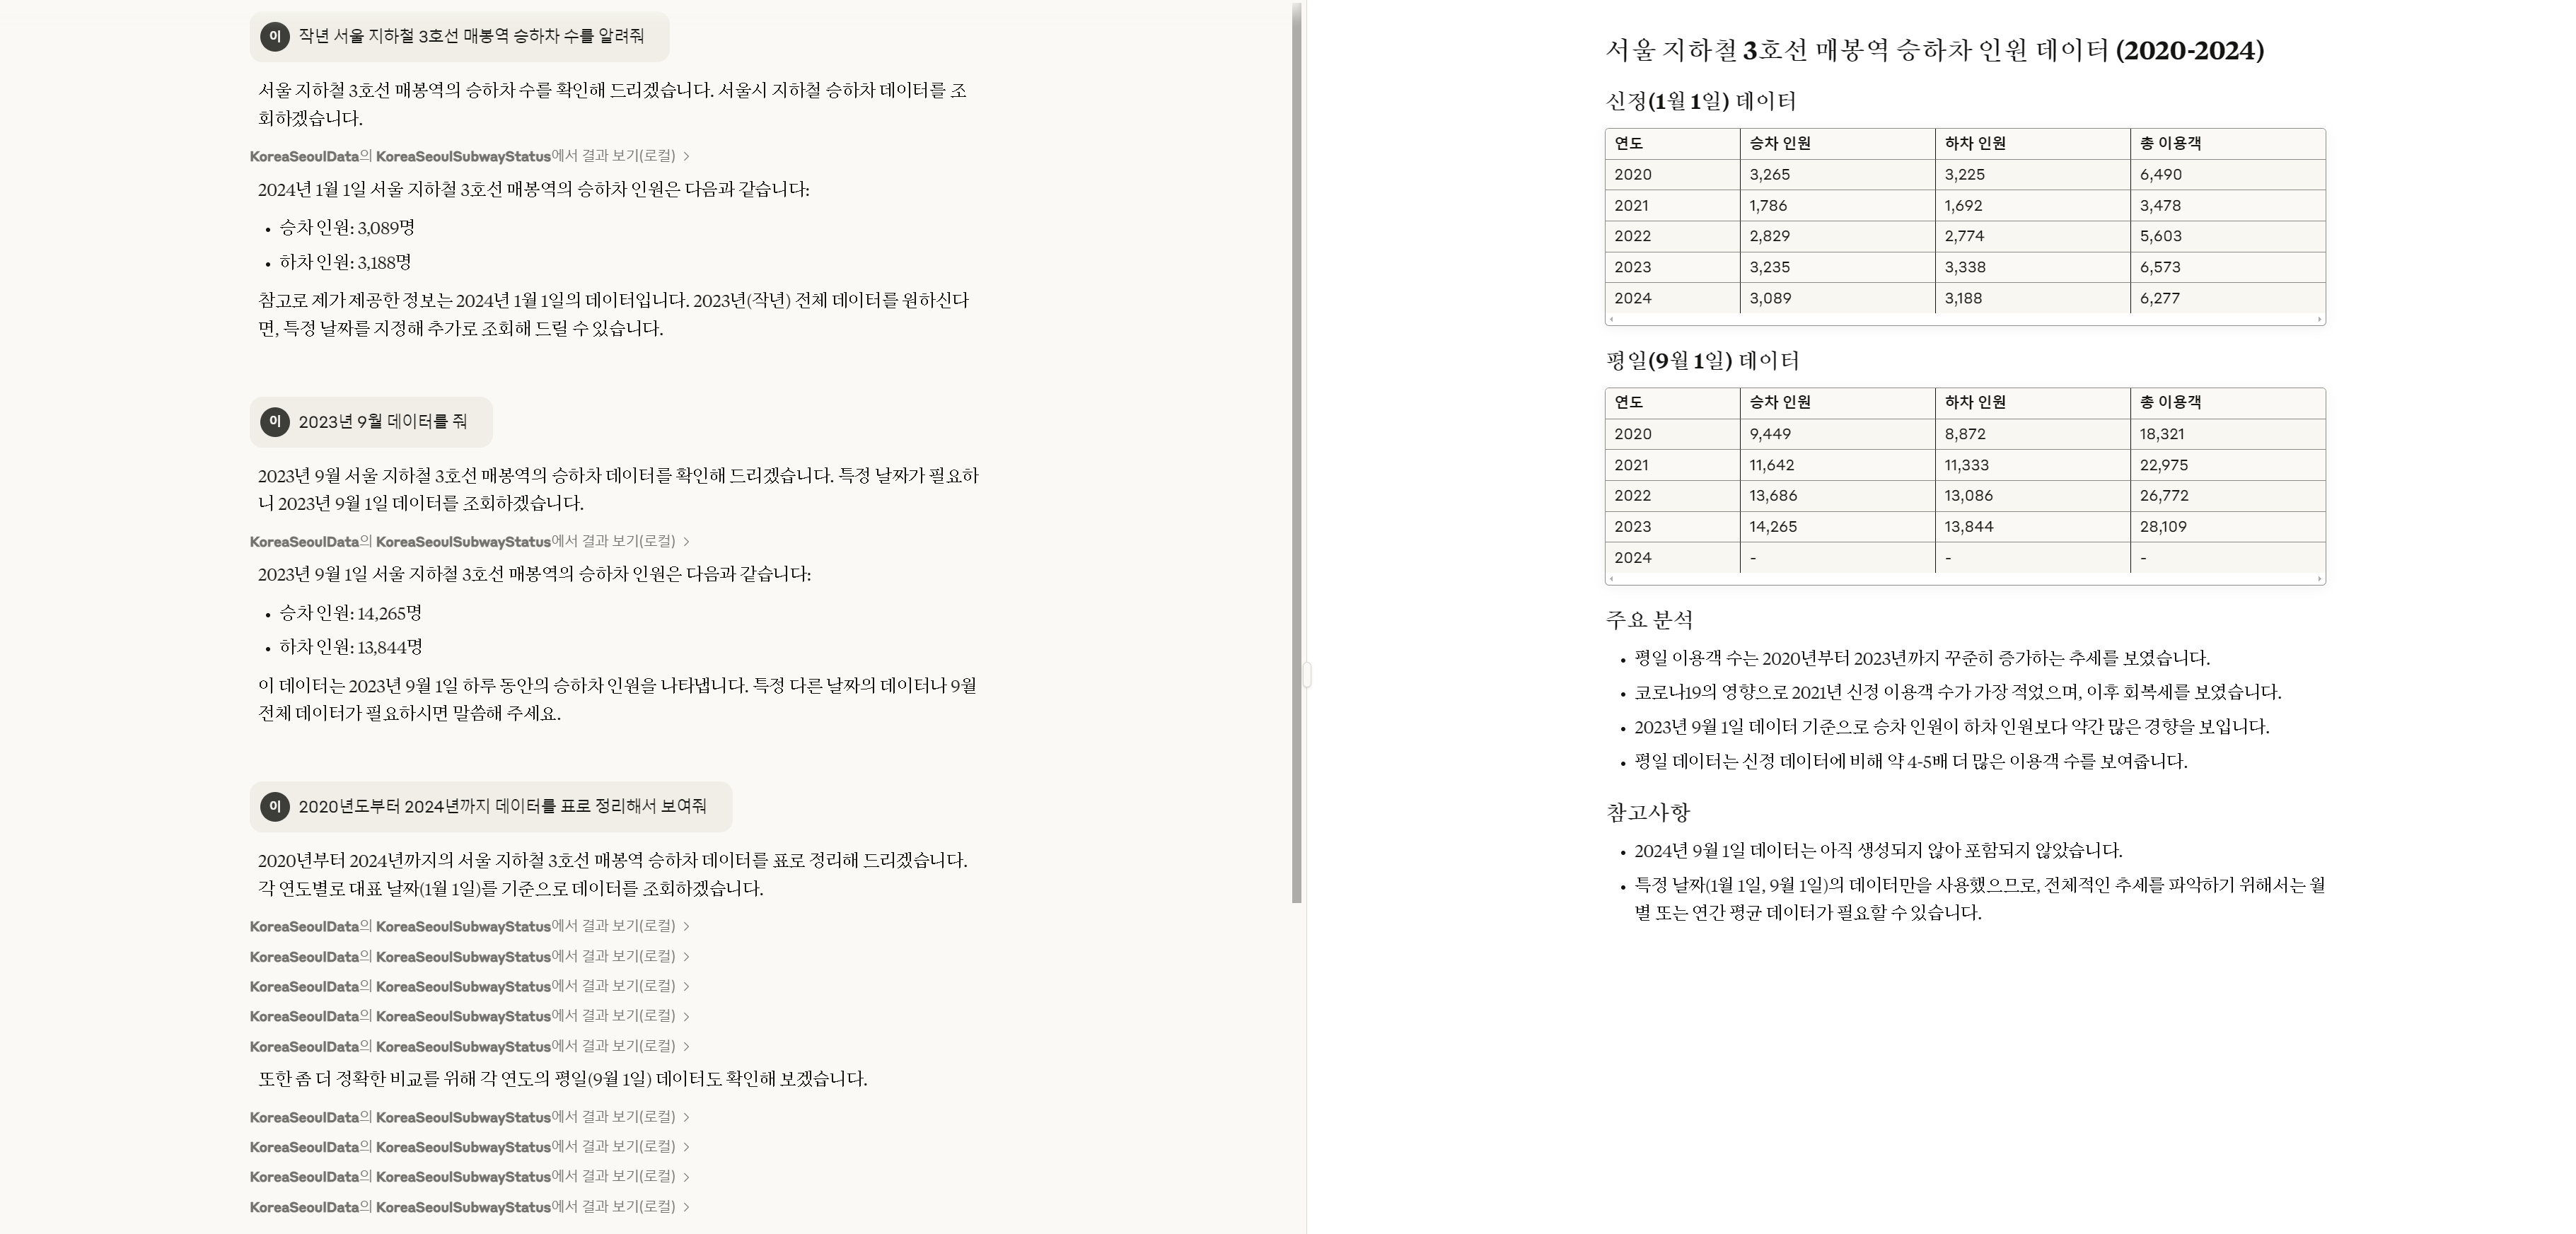 이 작년 서울 지하철 3호선 매봉역 승하차 수를 알려줘
서울 지하철 3호선 매봉역의 승하차 수를 확인해 드리겠습니다. 서울시 지하철 승하차 데이터를 조
회하겠습니다.
KoreaSeoulData의 KoreaSeoulSubwayStatus에서 결과 보기(로컬) >
2024년 1월 1일 서울 지하철 3호선 매봉역의 승하차 인원은 다음과 같습니다:
• 승차 인원: 3,089명
• 하차 인원: 3,188명
참고로 제가 제공한 정보는 2024년 1월 1일의 데이터입니다. 2023년(작년) 전체 데이터를 원하신다
면, 특정 날짜를 지정해 추가로 조회해 드릴 수 있습니다.
이 2023년 9월 데이터를 줘
2023년 9월 서울 지하철 3호선 매봉역의 승하차 데이터를 확인해 드리겠습니다. 특정 날짜가 필요하
니 2023년 9월 1일 데이터를 조회하겠습니다.
KoreaSeoulData의 KoreaSeoulSubwayStatus에서 결과 보기(로컬) >
2023년 9월 1일 서울 지하철 3호선 매봉역의 승하차 인원은 다음과 같습니다:
• 승차 인원: 14,265명
• 하차 인원: 13,844명
이 데이터는 2023년 9월 1일 하루 동안의 승하차 인원을 나타냅니다. 특정 다른 날짜의 데이터나 9월
전체 데이터가 필요하시면 말씀해 주세요.
이 2020년도부터 2024년까지 데이터를 표로 정리해서 보여줘
2020년부터 2024년까지의 서울 지하철 3호선 매봉역 승하차 데이터를 표로 정리해 드리겠습니다.
각 연도별로 대표 날짜(1월 1일)를 기준으로 데이터를 조회하겠습니다.
KoreaSeoulData의 KoreaSeoulSubwayStatus에서 결과 보기(로컬) >
KoreaSeoulData의 KoreaSeoulSubwayStatus에서 결과 보기(로컬) >
KoreaSeoulData의 KoreaSeoulSubwayStatus에서 결과 보기(로컬) >
KoreaSeoulData의 KoreaSeoulSubwayStatus에서 결과 보기(로컬) >
KoreaSeoulData의 KoreaSeoulSubwayStatus에서 결과 보기(로컬) >
또한 좀 더 정확한 비교를 위해 각 연도의 평일(9월 1일) 데이터도 확인해 보겠습니다.
KoreaSeoulData의 KoreaSeoulSubwayStatus에서 결과 보기(로컬) >
KoreaSeoulData의 KoreaSeoulSubwayStatus에서 결과 보기(로컬) >
KoreaSeoulData의 KoreaSeoulSubwayStatus에서 결과 보기(로컬) >
KoreaSeoulData의 KoreaSeoulSubwayStatus에서 결과 보기(로컬) >
서울 지하철 3호선 매봉역 승하차 인원 데이터 (2020-2024)
신정(1월 1일) 데이터
연도 승차 인원 하차 인원 총 이용객
2020 3,265 3,225 6,490
2021 1,786 1,692 3,478
2022 2,829 2,774 5,603
2023 3,235 3,338 6,573
2024 3,089 3,188 6,277
평일(9월 1일) 데이터
연도 승차 인원 하차 인원 총 이용객
2020 9,449 8,872 18,321
2021 11,642 11,333 22,975
2022 13,686 13,086 26,772
2023 14,265 13,844 28,109
2024 - - -
주요 분석
• 평일 이용객 수는 2020년부터 2023년까지 꾸준히 증가하는 추세를 보였습니다.
• 코로나19의 영향으로 2021년 신정 이용객 수가 가장 적었으며, 이후 회복세를 보였습니다.
• 2023년 9월 1일 데이터 기준으로 승차 인원이 하차 인원보다 약간 많은 경향을 보입니다.
• 평일 데이터는 신정 데이터에 비해 약 4-5배 더 많은 이용객 수를 보여줍니다.
참고사항
• 2024년 9월 1일 데이터는 아직 생성되지 않아 포함되지 않았습니다.
• 특정 날짜(1월 1일, 9월 1일)의 데이터만을 사용했으므로, 전체적인 추세를 파악하기 위해서는 월
별 또는 연간 평균 데이터가 필요할 수 있습니다.